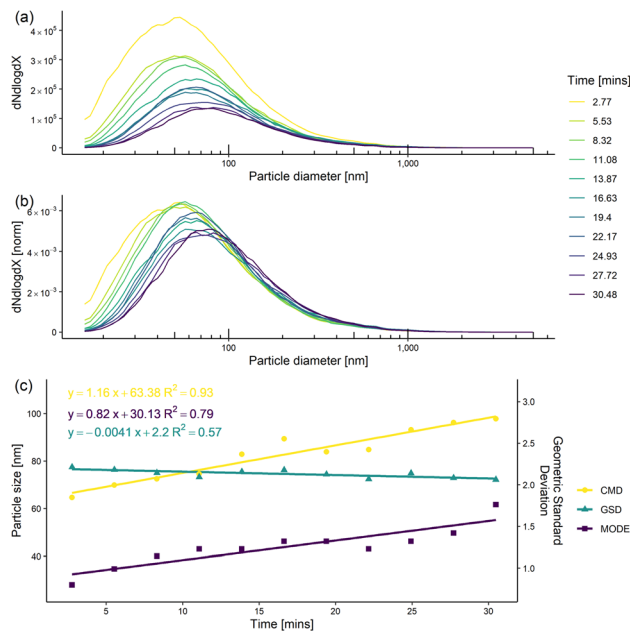 (a)
dNdlogdX
4×10⁵
3×10⁵
2×10⁵
1×10⁵
0
100
1,000
Particle diameter [nm]
(b)
dNdlogdX [norm]
6×10⁻³
4×10⁻³
2×10⁻³
0
100
1,000
Particle diameter [nm]
Time [mins]
2.77
5.53
8.32
11.08
13.87
16.63
19.4
22.17
24.93
27.72
30.48
(c)
y = 1.16 x + 63.38 R² = 0.93
y = 0.82 x + 30.13 R² = 0.79
y = −0.0041 x + 2.2 R² = 0.57
Particle size [nm]
100
80
60
40
5
10
15
20
25
30
Time [mins]
3.0
2.5
2.0
1.5
1.0
Geometric Standard
Deviation
CMD
GSD
MODE